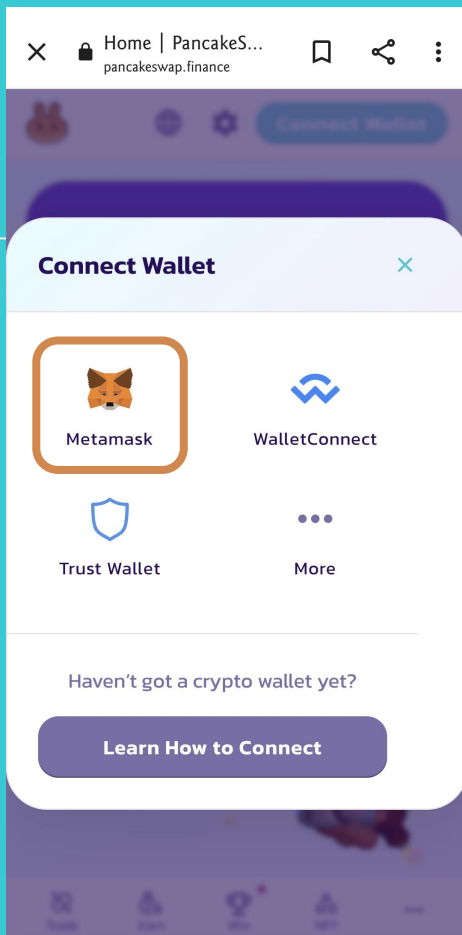 Home | PancakeS...
pancakeswap.finance
Connect Wallet
Connect Wallet
Metamask
WalletConnect
Trust Wallet
More
Haven't got a crypto wallet yet?
Learn How to Connect
Trade
Earn
Win
NFT